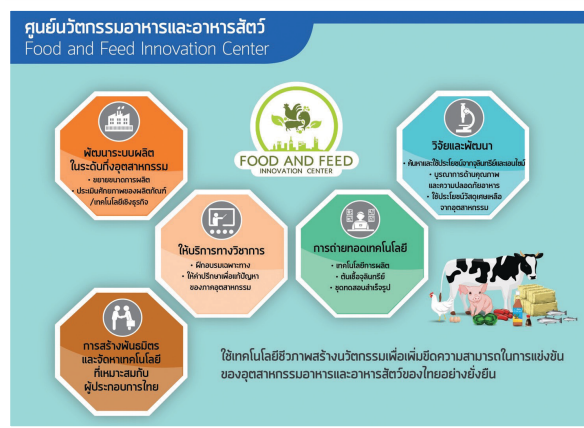 ศูนย์นวัตกรรมอาหารและอาหารสัตว์
Food and Feed Innovation Center
พัฒนาระบบผลิต
ในระดับกึ่งอุตสาหกรรม
• ขยายขนาดการผลิต
• ประเมินศักยภาพของผลิตภัณฑ์
/เทคโนโลยีเชิงธุรกิจ
FOOD AND FEED
INNOVATION CENTER
วิจัยและพัฒนา
• ค้นหาและใช้ประโยชน์จากจุลินทรีย์และเอนไซม์
• บูรณาการด้านคุณภาพ
และความปลอดภัยอาหาร
• ใช้ประโยชน์วัสดุเศษเหลือ
จากอุตสาหกรรม
ให้บริการทางวิชาการ
• ฝึกอบรมเฉพาะทาง
• ให้คำปรึกษาเพื่อแก้ปัญหา
ของภาคอุตสาหกรรม
การถ่ายทอดเทคโนโลยี
• เทคโนโลยีการผลิต
• ต้นเชื้อจุลินทรีย์
• ชุดทดสอบสำเร็จรูป
การสร้างพันธมิตร
และจัดหาเทคโนโลยี
ที่เหมาะสมกับ
ผู้ประกอบการไทย
ใช้เทคโนโลยีชีวภาพสร้างนวัตกรรมเพื่อเพิ่มขีดความสามารถในการแข่งขัน
ของอุตสาหกรรมอาหารและอาหารสัตว์ของไทยอย่างยั่งยืน